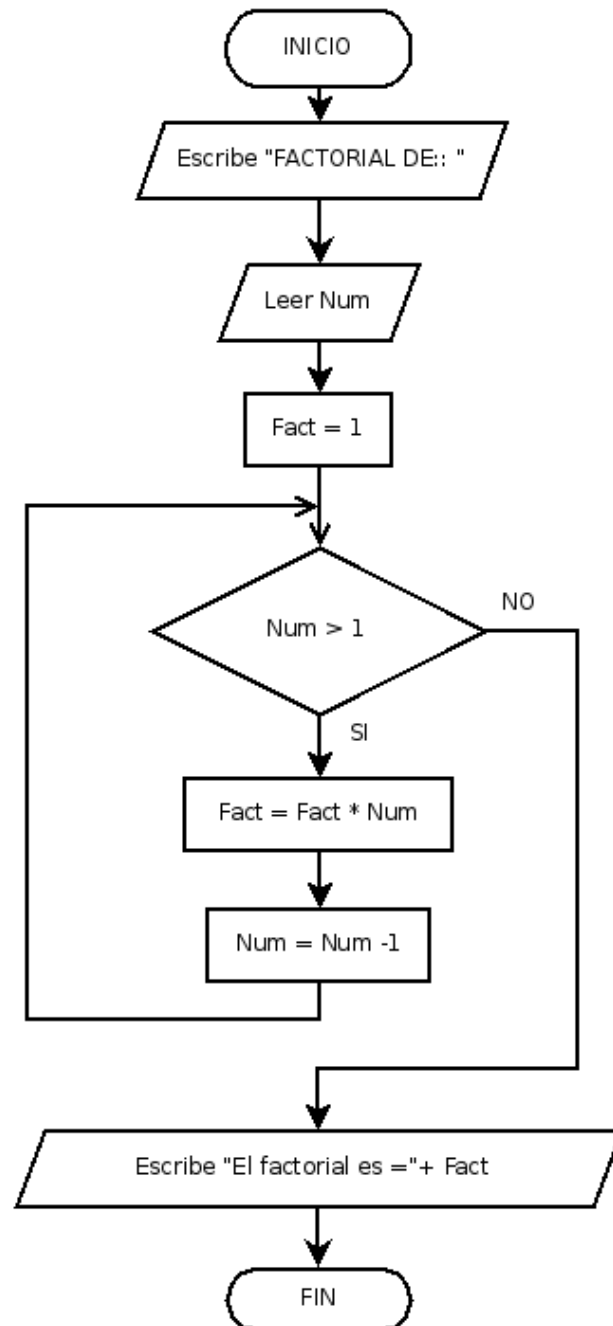 INICIO
Escribe "FACTORIAL DE:: "
Leer Num
Fact = 1
Num > 1
NO
SI
Fact = Fact * Num
Num = Num -1
Escribe "El factorial es ="+ Fact
FIN